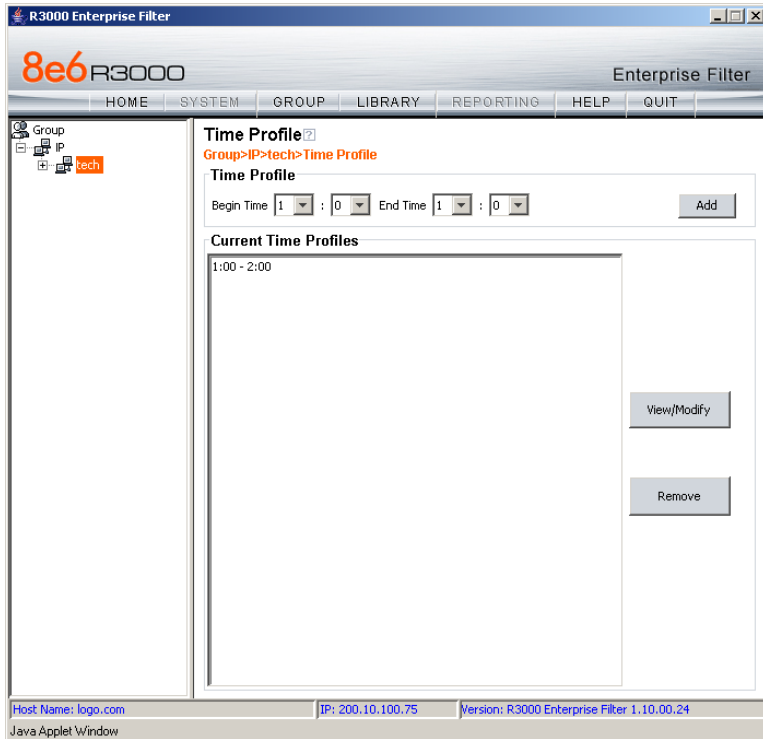 R3000 Enterprise Filter
8e6 R3000
Enterprise Filter
HOME SYSTEM GROUP LIBRARY REPORTING HELP QUIT
Group
IP
tech
Time Profile ?
Group>IP>tech>Time Profile
Time Profile
Begin Time 1 : 0 End Time 1 : 0 Add
Current Time Profiles
1:00 - 2:00
View/Modify
Remove
Host Name: logo.com IP: 200.10.100.75 Version: R3000 Enterprise Filter 1.10.00.24
Java Applet Window